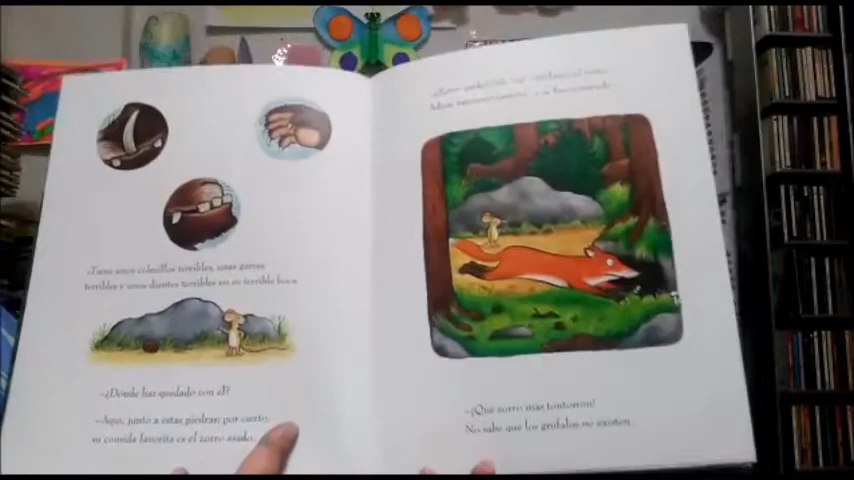 -Tiene unos colmillos terribles, unas garras
terribles y unos dientes terribles en su terrible boca.
-¿Dónde has quedado con él?
-Aquí, junto a estas piedras; por cierto,
su comida favorita es el zorro asado.
-¡Qué zorro más tontorrón!
No sabe que los grúfalos no existen.